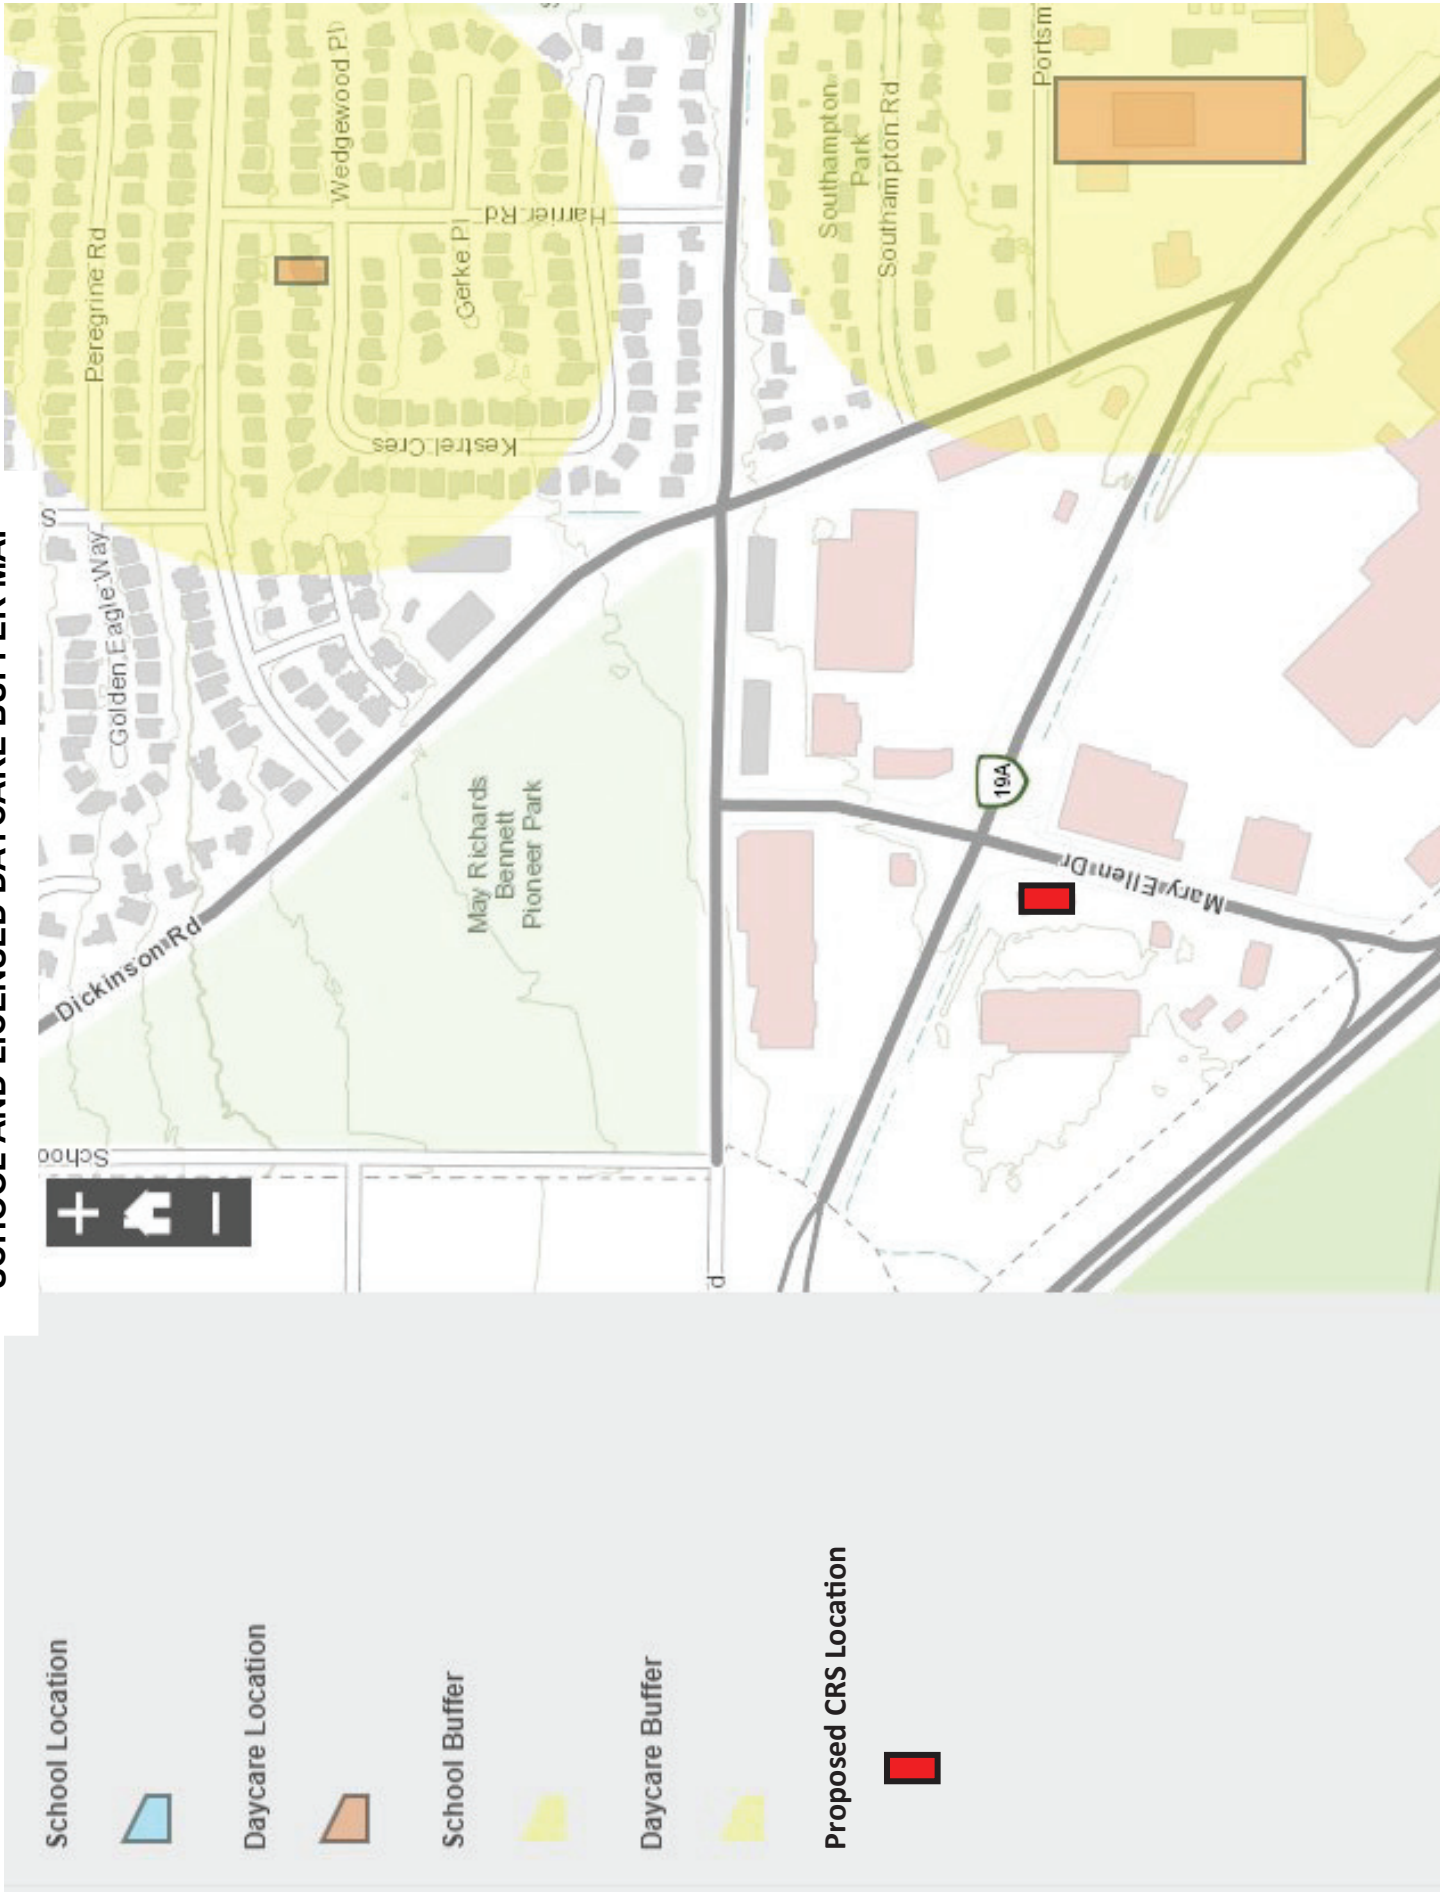 SCHOOL AND LICENSED DAYCARE BUFFER MAP
School Location
Daycare Location
School Buffer
Daycare Buffer
Proposed CRS Location
Peregrine Rd
Wedgewood Pl
Harrier Rd
Gerke Pl
Kestrel Cres
Golden Eagle Way
S
Dickinson Rd
May Richards
Bennett
Pioneer Park
Schoo
d
Southampton
Park
Southampton Rd
Portsm
19A
Mary Ellen Dr